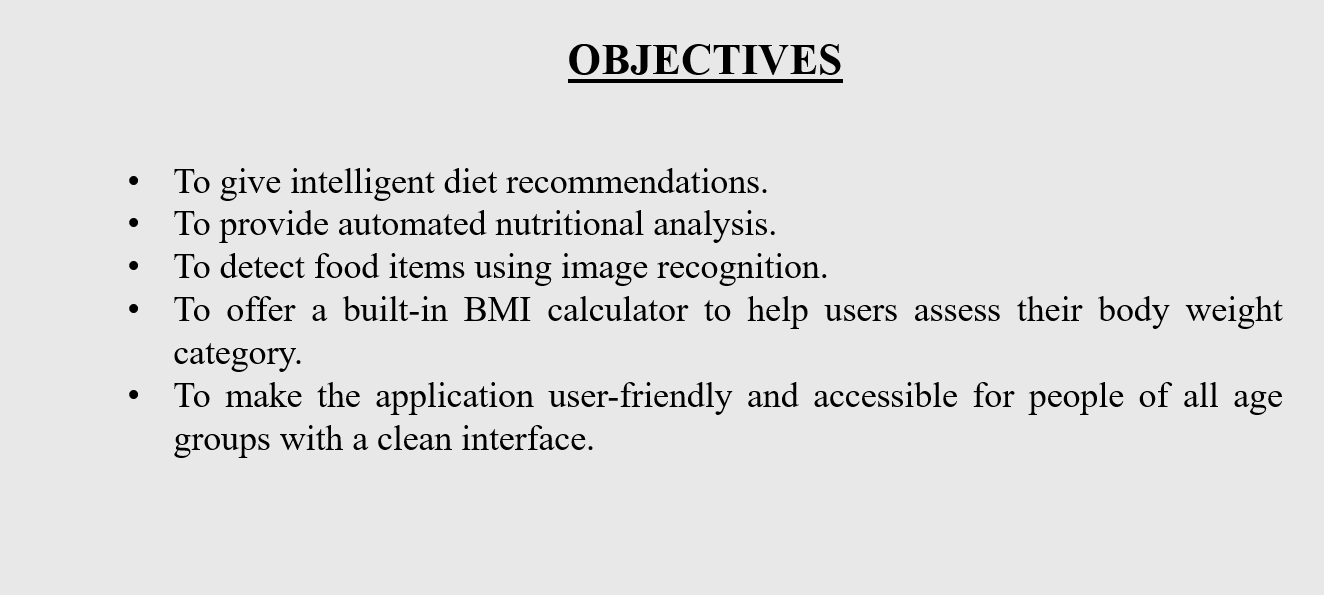 OBJECTIVES
• To give intelligent diet recommendations.
• To provide automated nutritional analysis.
• To detect food items using image recognition.
• To offer a built-in BMI calculator to help users assess their body weight
category.
• To make the application user-friendly and accessible for people of all age
groups with a clean interface.